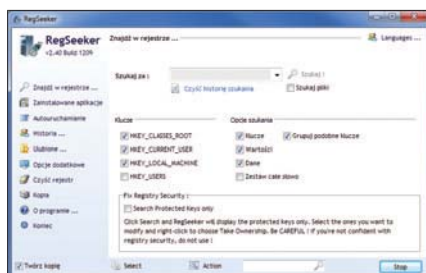 RegSeeker
RegSeeker
v2.40 Build 1209
Znajdź w rejestrze ...
Languages ...
Szukaj za :
Szukaj !
Czyść historię szukania
Szukaj pliki
Znajdź w rejestrze ...
Zainstalowane aplikacje
Autouruchamianie
Historia ...
Ulubione ...
Opcje dodatkowe
Czyść rejestr
Kopia
O programie ...
Koniec
Klucze
HKEY_CLASSES_ROOT
HKEY_CURRENT_USER
HKEY_LOCAL_MACHINE
HKEY_USERS
Opcje szukania
Klucze
Grupuj podobne klucze
Wartości
Dane
Zestaw całe słowo
Fix Registry Security :
Search Protected Keys only
Click Search and RegSeeker will display the protected keys only. Select the ones you want to
modify and right-click to choose Take Ownership. Be CAREFUL ! If you're not confident with
registry security, do not use !
Twórz kopię
Select
Action
Stop